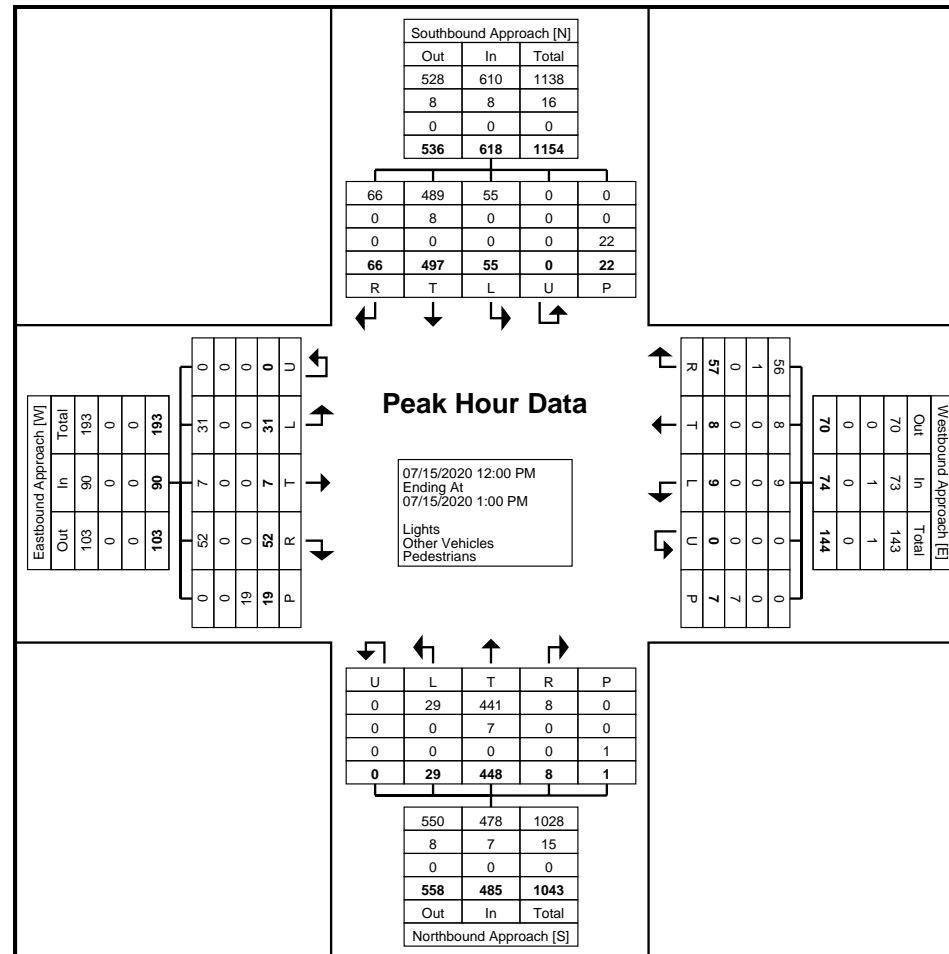 Southbound Approach [N]
Out In Total
528 610 1138
8 8 16
0 0 0
536 618 1154
66 489 55 0 0
0 8 0 0 0
0 0 0 0 22
66 497 55 0 22
R T L U P
Eastbound Approach [W]
Out In Total
103 90 193
0 0 0
0 0 0
103 90 193
0 31 7 52 0
0 0 0 0 0
0 0 0 0 19
0 31 7 52 19
U L T R P
Peak Hour Data
07/15/2020 12:00 PM
Ending At
07/15/2020 1:00 PM
Lights
Other Vehicles
Pedestrians
R T L U P
57 8 9 0 7
0 0 0 0 7
1 0 0 0 0
56 8 9 0 0
Westbound Approach [E]
Out In Total
70 73 143
0 1 1
0 0 0
70 74 144
U L T R P
0 29 441 8 0
0 0 7 0 0
0 0 0 0 1
0 29 448 8 1
550 478 1028
8 7 15
0 0 0
558 485 1043
Out In Total
Northbound Approach [S]